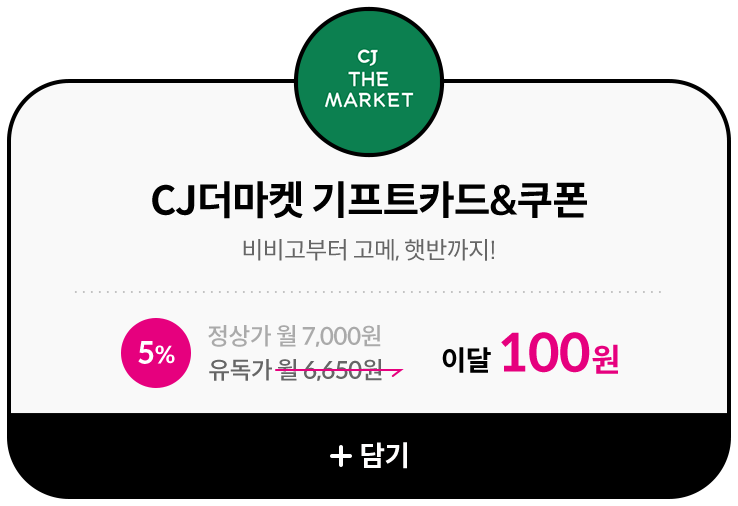 CJ
THE
MARKET
CJ더마켓 기프트카드&쿠폰
비비고부터 고메, 햇반까지!
5%
정상가 월 7,000원
유독가 월 6,650원
이달 100원
+ 담기